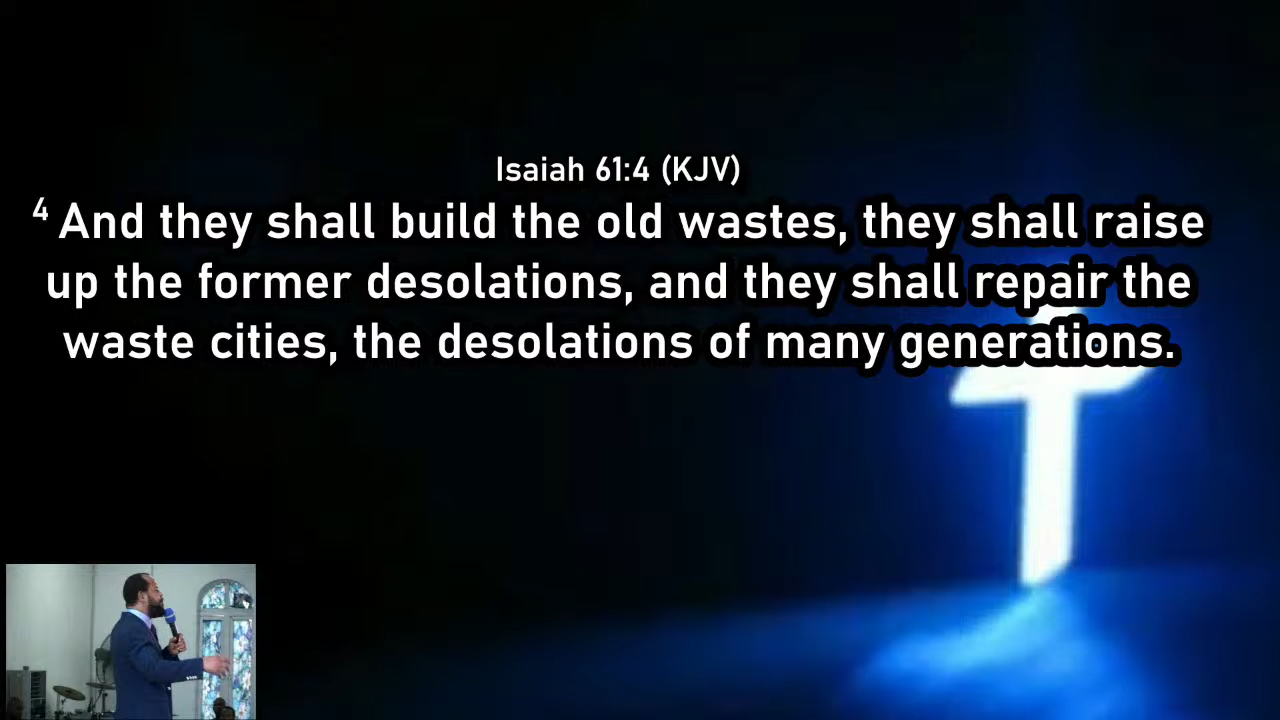 Isaiah 61:4 (KJV)
4 And they shall build the old wastes, they shall raise
up the former desolations, and they shall repair the
waste cities, the desolations of many generations.